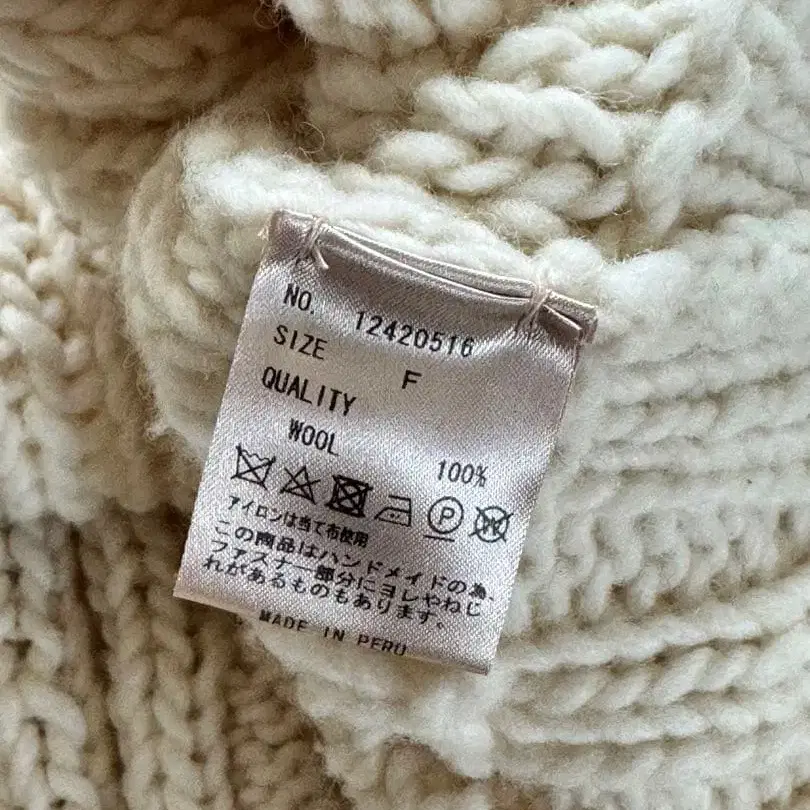 NO. 12420516
SIZE F
QUALITY
WOOL 100%
P W
アイロンは当て布使用
この商品はハンドメイドの為、
ファスナー部分にヨレやねじ
れがあるものもあります。
MADE IN PERU